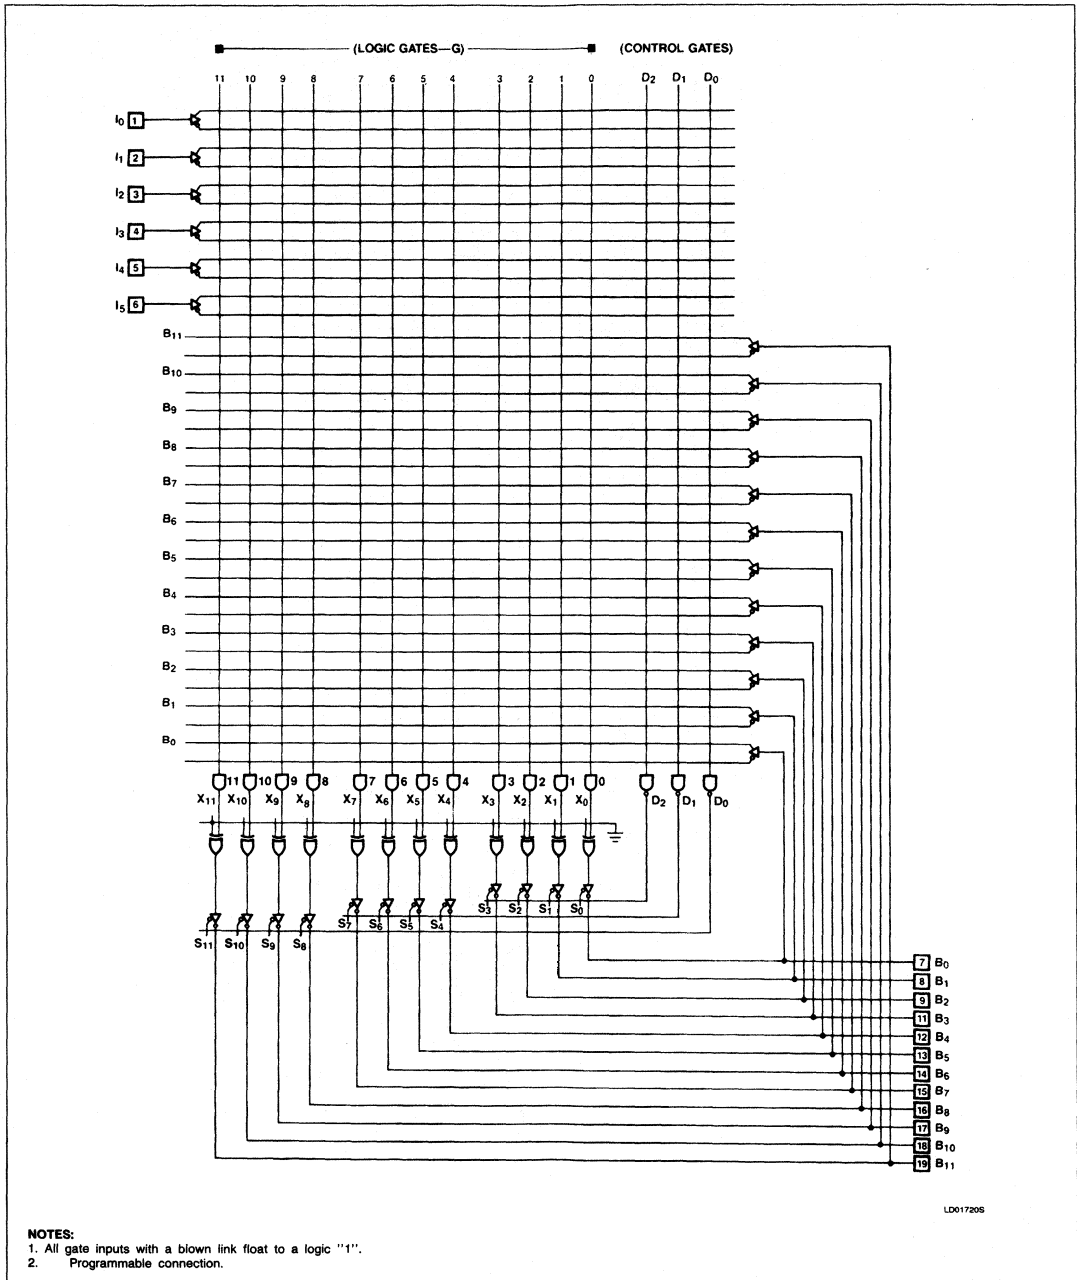 (LOGIC GATES—G) (CONTROL GATES)
11 10 9 8 7 6 5 4 3 2 1 0 D2 D1 D0
I0 1
I1 2
I2 3
I3 4
I4 5
I5 6
B11
B10
B9
B8
B7
B6
B5
B4
B3
B2
B1
B0
11 10 9 8 7 6 5 4 3 2 1 0
X11 X10 X9 X8 X7 X6 X5 X4 X3 X2 X1 X0 D2 D1 D0
S3 S2 S1 S0
S7 S6 S5 S4
S11 S10 S9 S8
7 B0
8 B1
9 B2
11 B3
12 B4
13 B5
14 B6
15 B7
16 B8
17 B9
18 B10
19 B11
LD01720S
NOTES:
1. All gate inputs with a blown link float to a logic "1".
2. Programmable connection.